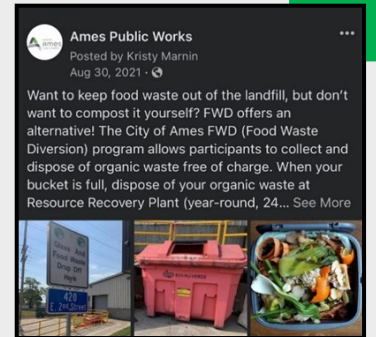 Ames Public Works
Posted by Kristy Marnin
Aug 30, 2021 ·
Want to keep food waste out of the landfill, but don't
want to compost it yourself? FWD offers an
alternative! The City of Ames FWD (Food Waste
Diversion) program allows participants to collect and
dispose of organic waste free of charge. When your
bucket is full, dispose of your organic waste at
Resource Recovery Plant (year-round, 24... See More
Glass And
Food Waste
Drop Off
Here
420
E. 2nd Street